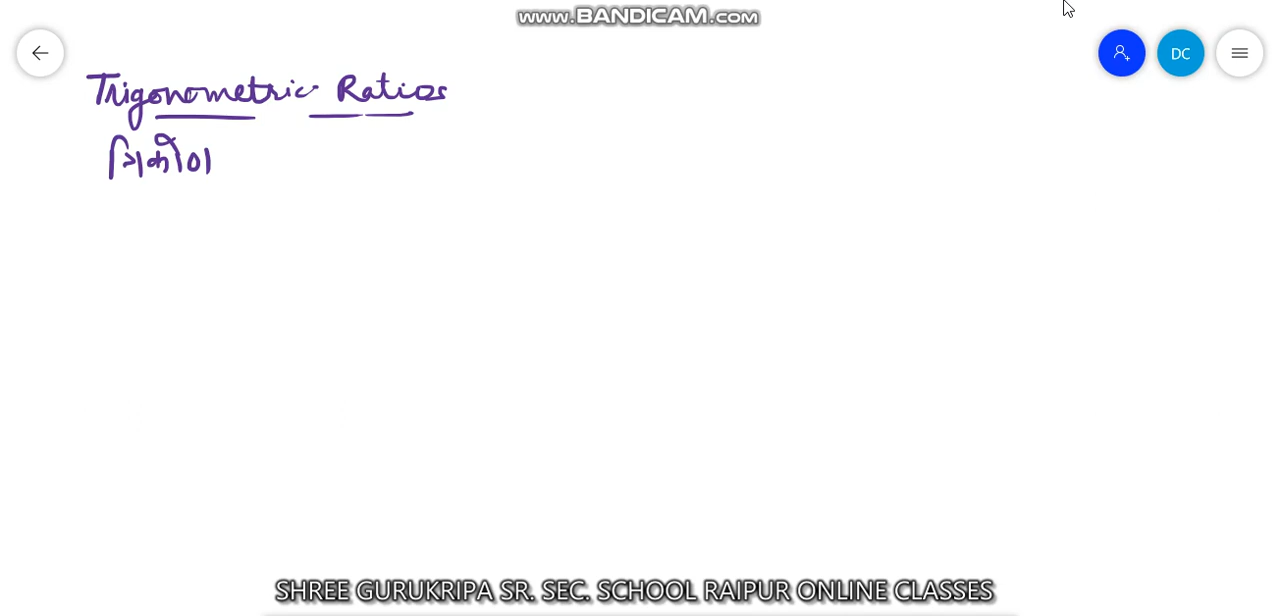 www.BANDICAM.com
DC
Trigonometric Ratios
त्रिकोण
SHREE GURUKRIPA SR. SEC. SCHOOL RAIPUR ONLINE CLASSES